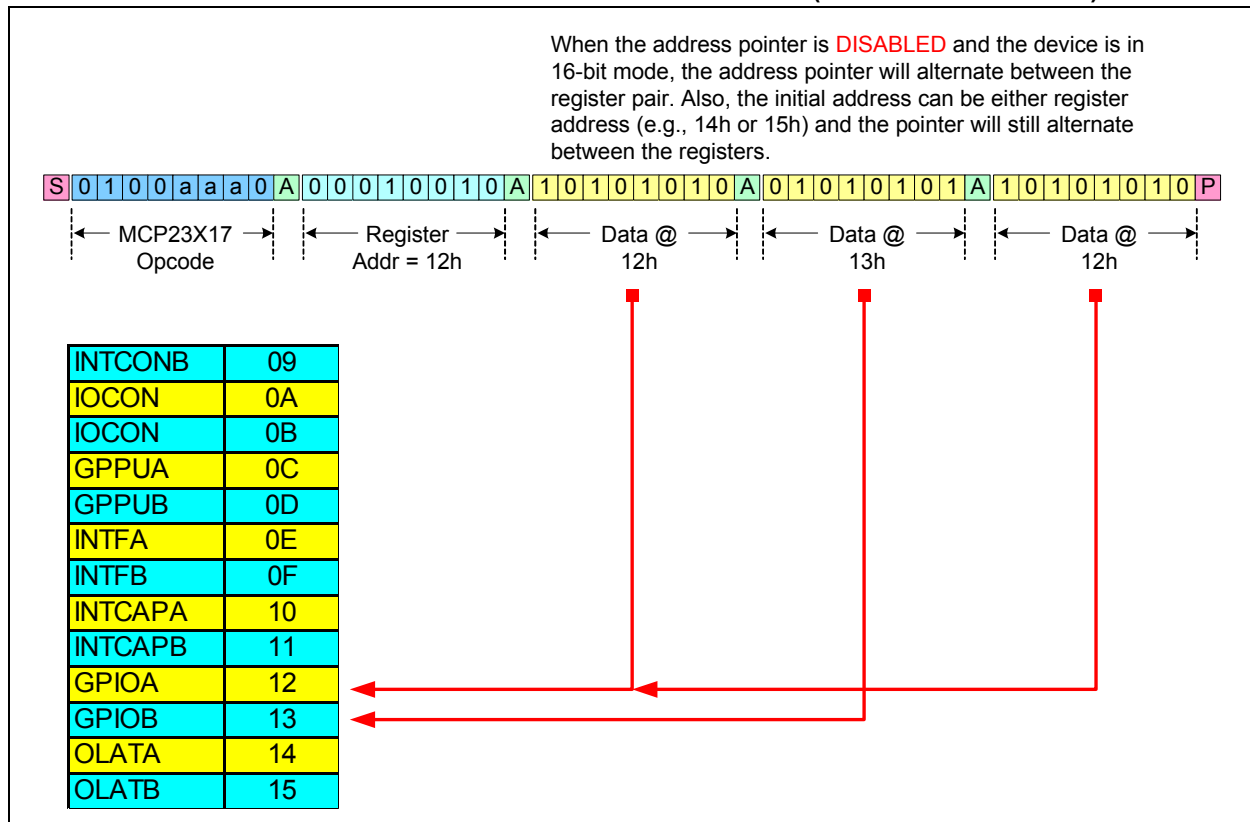 When the address pointer is DISABLED and the device is in
16-bit mode, the address pointer will alternate between the
register pair. Also, the initial address can be either register
address (e.g., 14h or 15h) and the pointer will still alternate
between the registers.
S 0 1 0 0 a a a 0 A 0 0 0 1 0 0 1 0 A 1 0 1 0 1 0 1 0 A 0 1 0 1 0 1 0 1 A 1 0 1 0 1 0 1 0 P
MCP23X17 Register Data @ Data @ Data @
Opcode Addr = 12h 12h 13h 12h
INTCONB 09
IOCON 0A
IOCON 0B
GPPUA 0C
GPPUB 0D
INTFA 0E
INTFB 0F
INTCAPA 10
INTCAPB 11
GPIOA 12
GPIOB 13
OLATA 14
OLATB 15